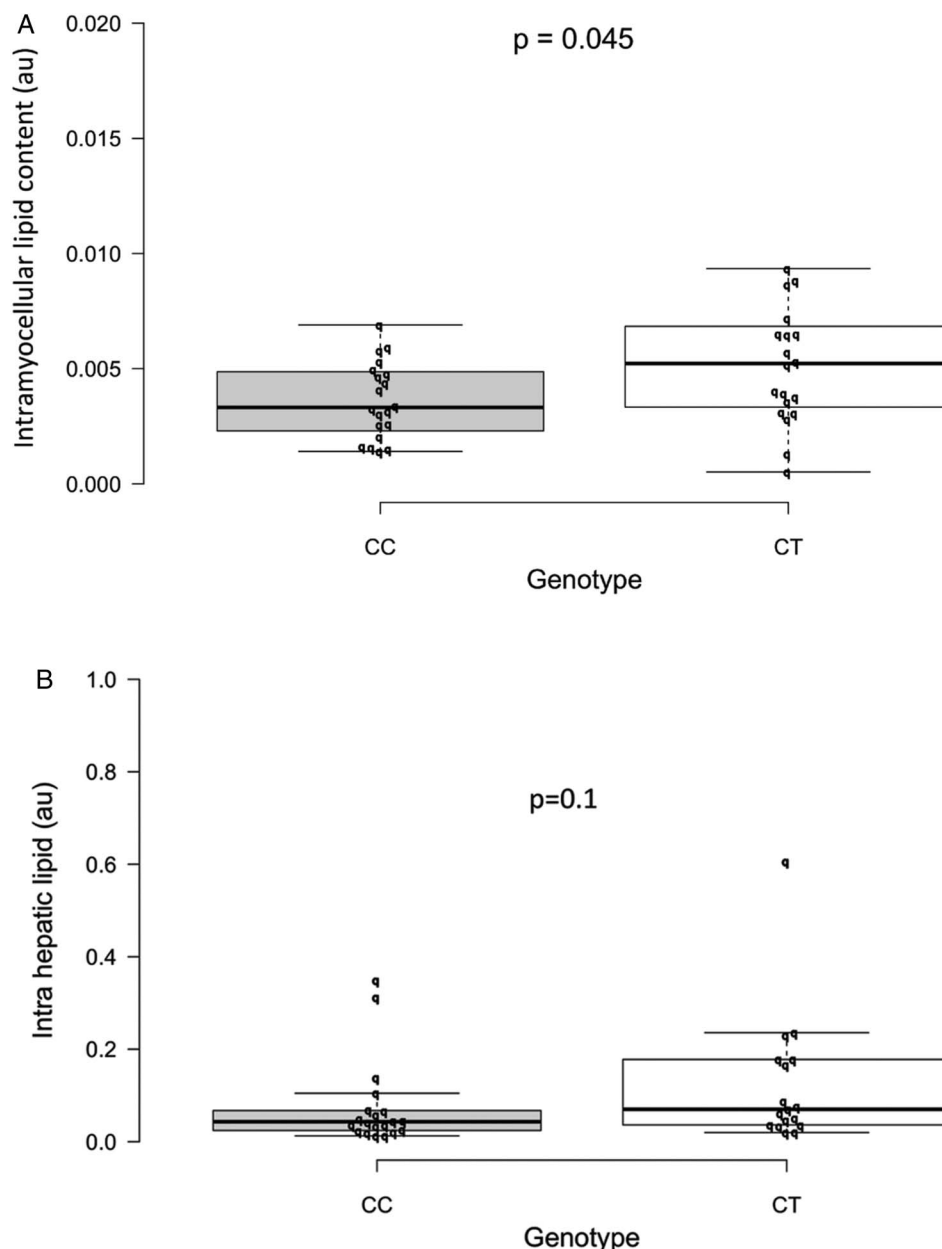 A
0.020
p = 0.045
0.015
0.010
0.005
0.000
Intramyocellular lipid content (au)
CC
CT
Genotype
B
1.0
0.8
p=0.1
0.6
0.4
0.2
0.0
Intra hepatic lipid (au)
CC
CT
Genotype